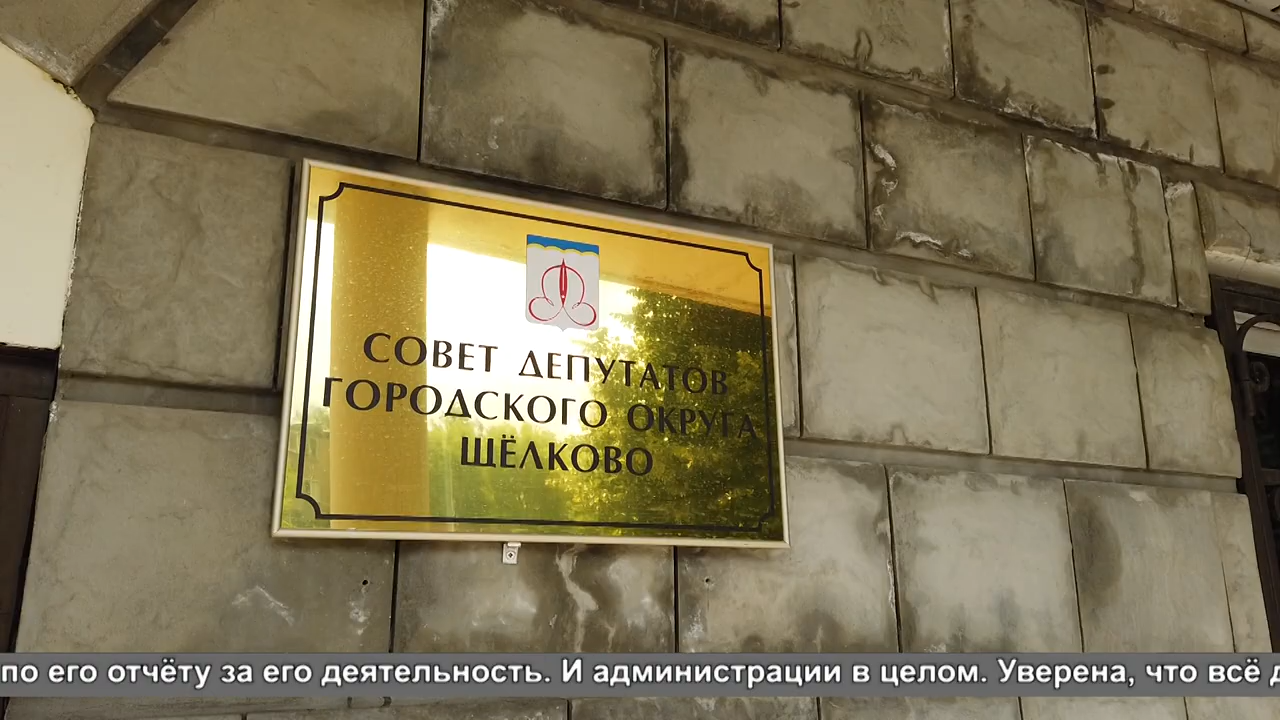 СОВЕТ ДЕПУТАТОВ
ГОРОДСКОГО ОКРУГА
ЩЁЛКОВО
по его отчёту за его деятельность. И администрации в целом. Уверена, что всё